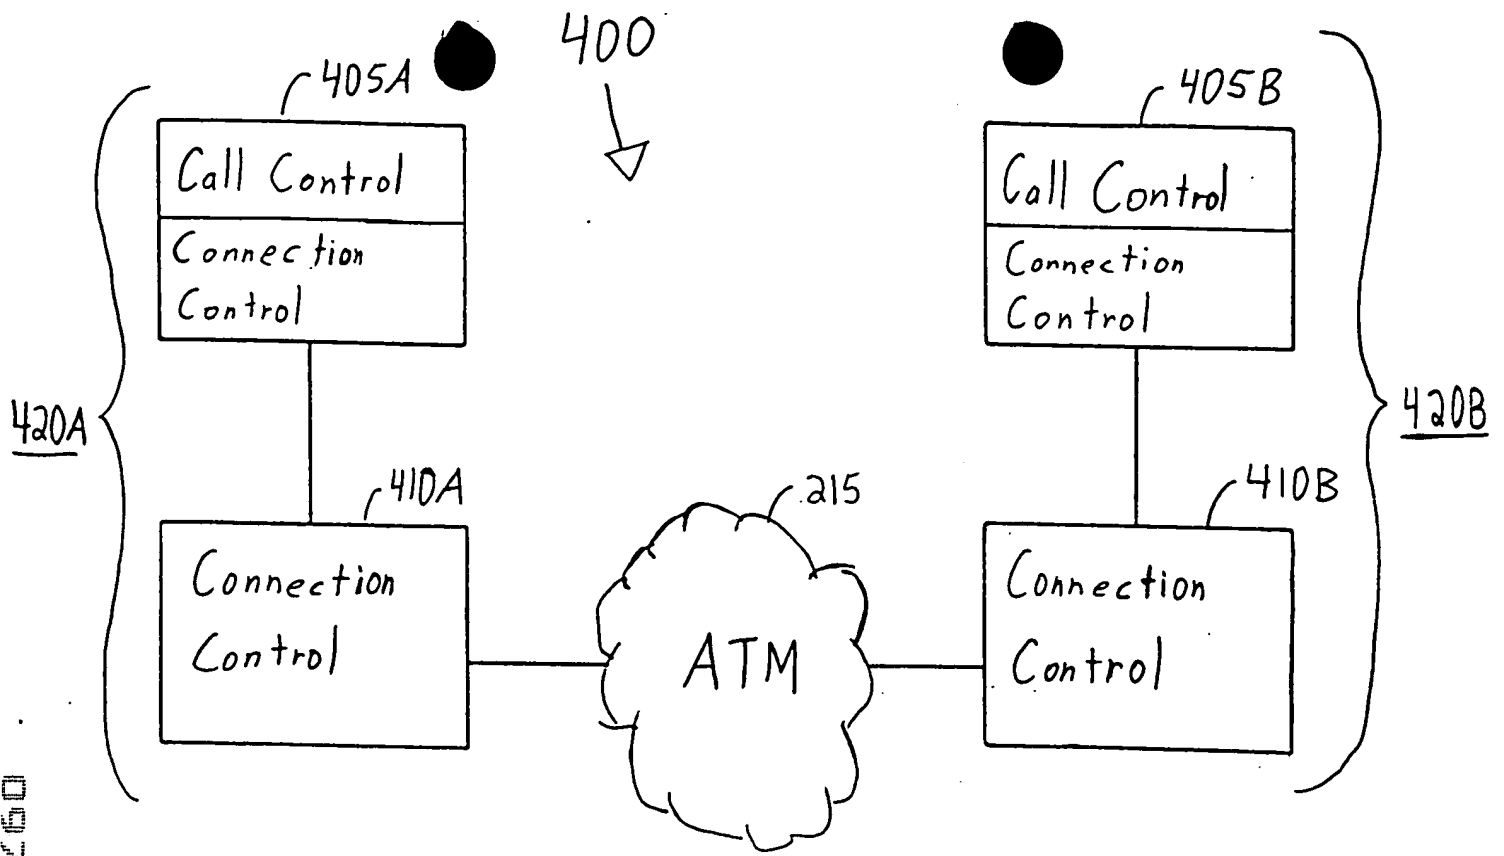 400
405A
405B
Call Control
Connection
Control
Call Control
Connection
Control
420A
420B
410A
215
410B
Connection
Control
ATM
Connection
Control